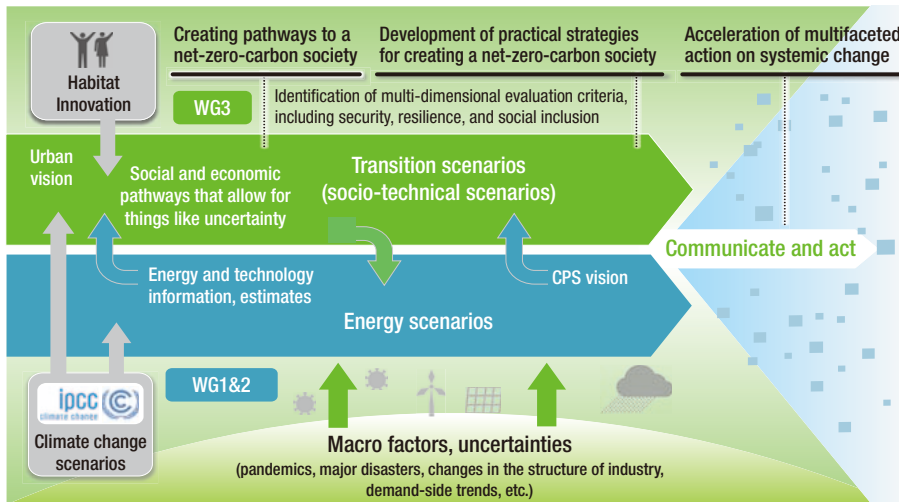 Creating pathways to a
net-zero-carbon society
Development of practical strategies
for creating a net-zero-carbon society
Acceleration of multifaceted
action on systemic change
Habitat
Innovation
WG3
Identification of multi-dimensional evaluation criteria,
including security, resilience, and social inclusion
Urban
vision
Social and economic
pathways that allow for
things like uncertainty
Transition scenarios
(socio-technical scenarios)
Communicate and act
Energy and technology
information, estimates
CPS vision
Energy scenarios
WG1&2
ipcc
climate change
Climate change
scenarios
Macro factors, uncertainties
(pandemics, major disasters, changes in the structure of industry,
demand-side trends, etc.)